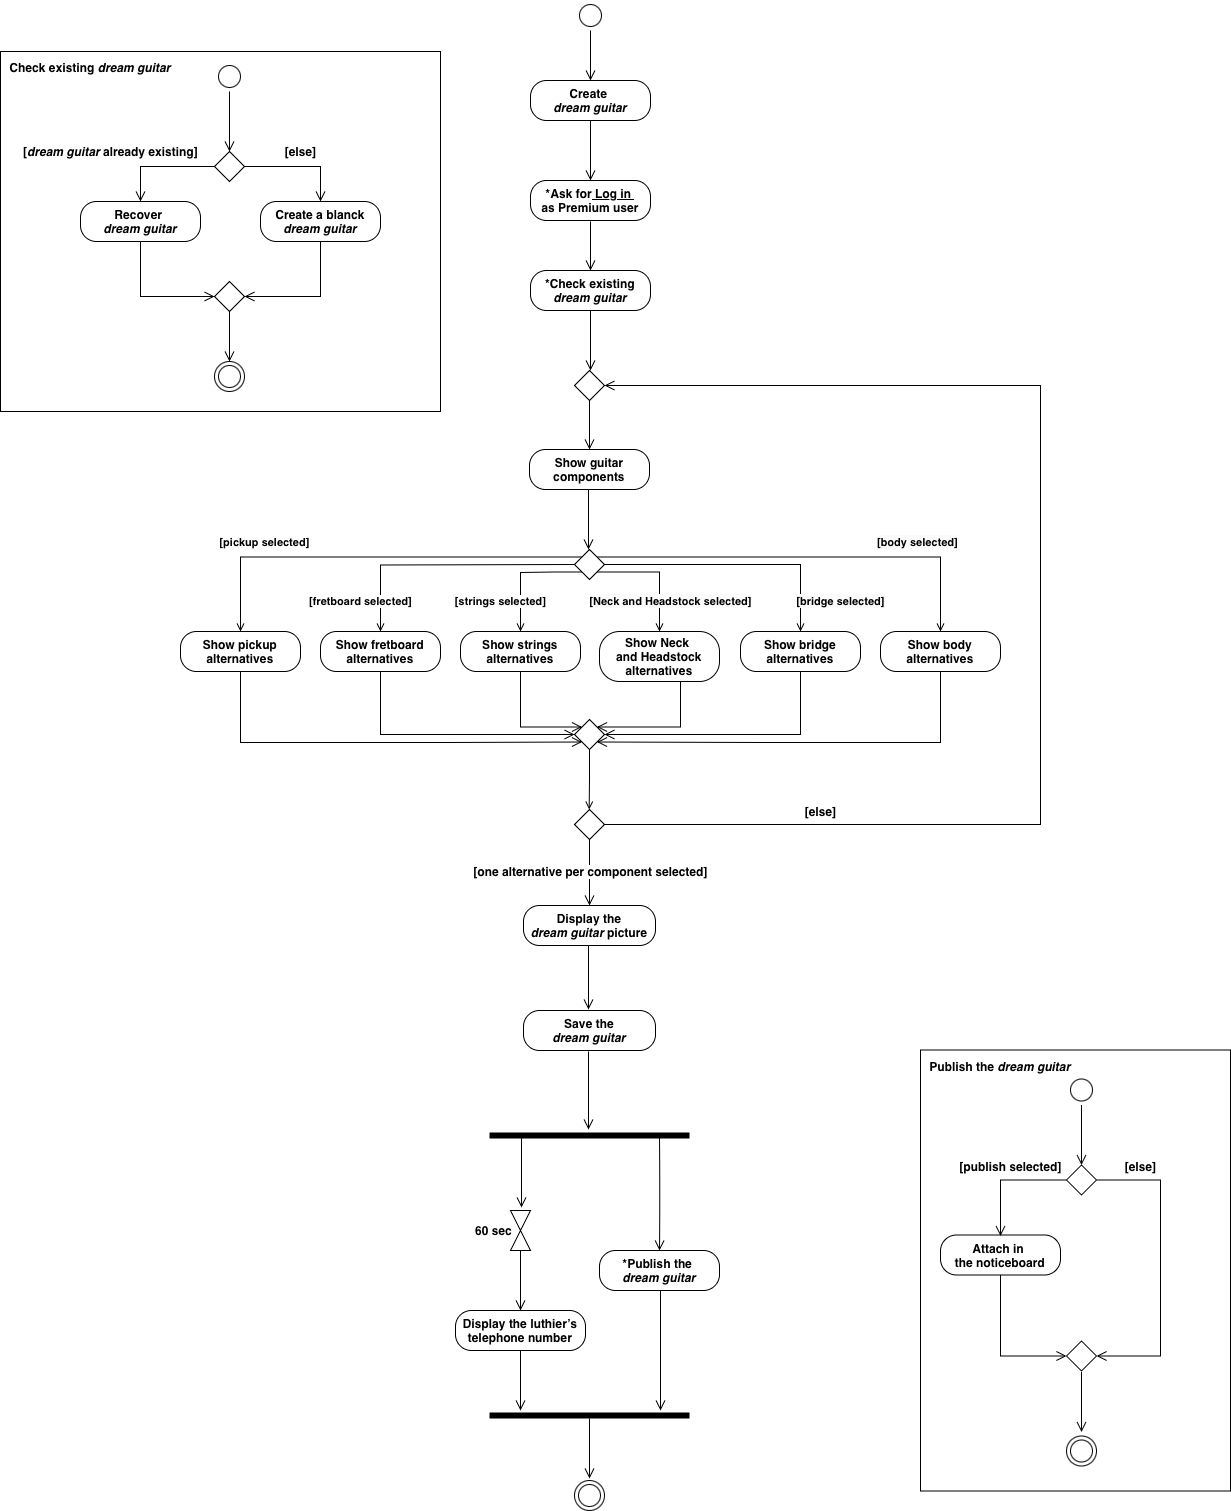 Check existing dream guitar
[dream guitar already existing]
[else]
Recover
dream guitar
Create a blanck
dream guitar
Create
dream guitar
*Ask for Log in
as Premium user
*Check existing
dream guitar
Show guitar
components
[pickup selected]
[body selected]
[fretboard selected]
[strings selected]
[Neck and Headstock selected]
[bridge selected]
Show pickup
alternatives
Show fretboard
alternatives
Show strings
alternatives
Show Neck
and Headstock
alternatives
Show bridge
alternatives
Show body
alternatives
[else]
[one alternative per component selected]
Display the
dream guitar picture
Save the
dream guitar
60 sec
*Publish the
dream guitar
Display the luthier's
telephone number
Publish the dream guitar
[publish selected]
[else]
Attach in
the noticeboard